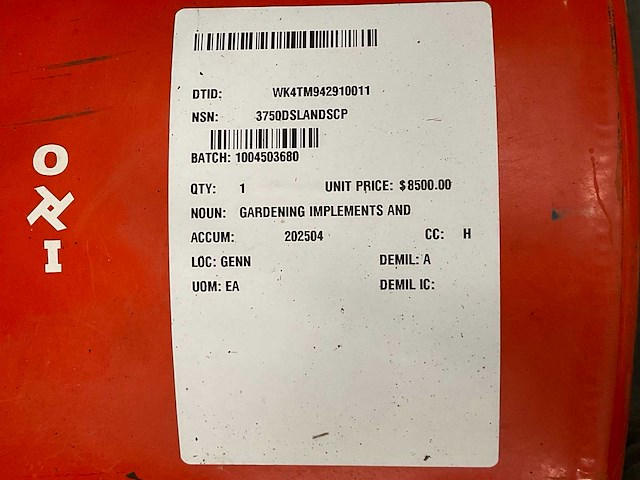 DTID: WK4TM942910011
NSN: 3750DSLANDSCP
BATCH: 1004503680
QTY: 1 UNIT PRICE: $8500.00
NOUN: GARDENING IMPLEMENTS AND
ACCUM: 202504 CC: H
LOC: GENN DEMIL: A
UOM: EA DEMIL IC: